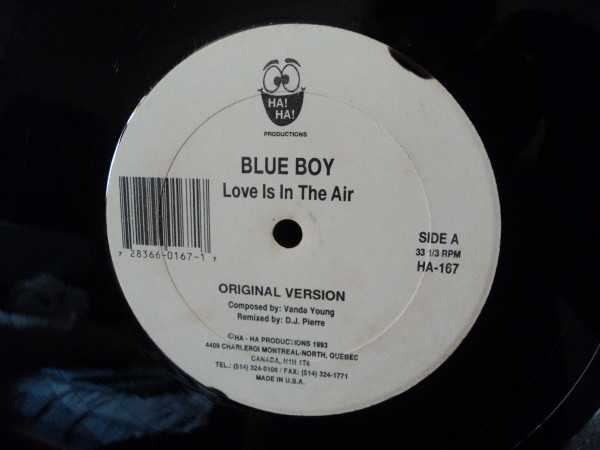 HA!
HA!
PRODUCTIONS
BLUE BOY
Love Is In The Air
SIDE A
33 1/3 RPM
HA-167
7 28366-0167-1 7
ORIGINAL VERSION
Composed by: Vanda Young
Remixed by: D.J. Pierre
©HA - HA PRODUCTIONS 1993
4409 CHARLEROI MONTREAL-NORTH, QUEBEC
CANADA, H1H 1T6
TEL.: (514) 324-0106 / FAX: (514) 324-1771
MADE IN U.S.A.